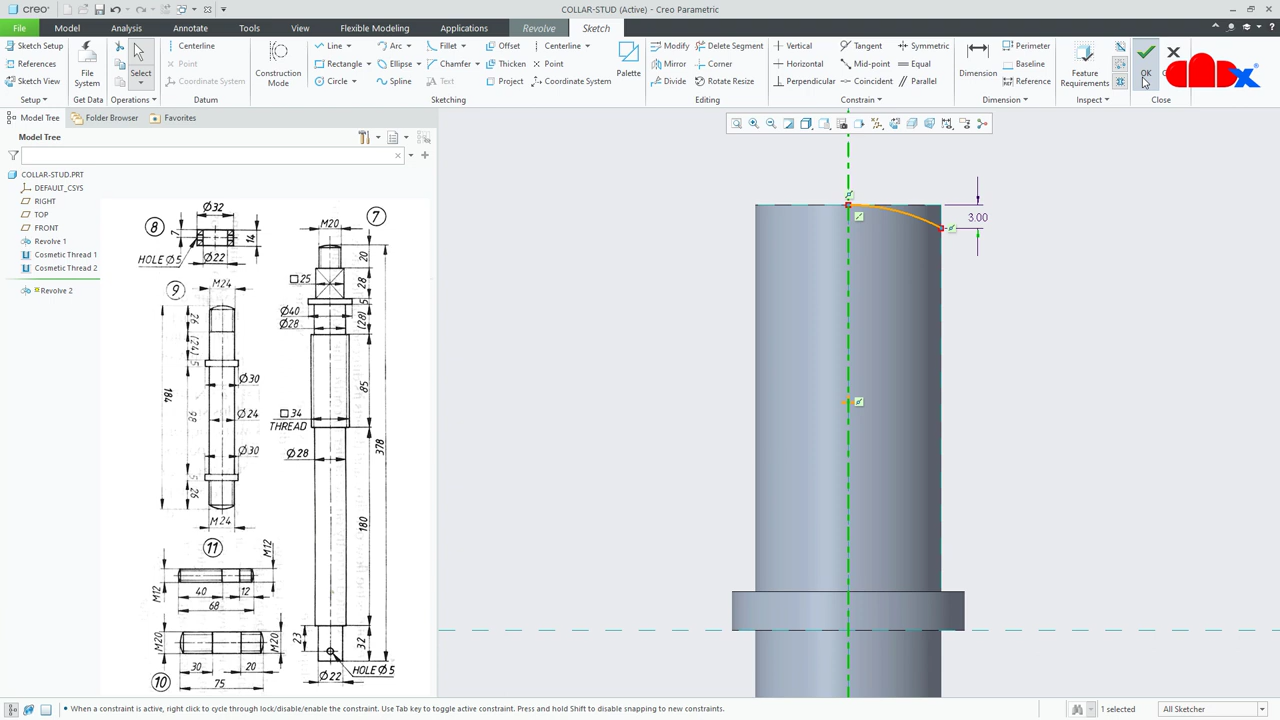 creo
COLLAR-STUD (Active) - Creo Parametric
File Model Analysis Annotate Tools View Flexible Modeling Applications Revolve Sketch
Sketch Setup
References
Sketch View
Setup
File System
Get Data
Select
Operations
Centerline
Point
Coordinate System
Datum
Line Arc Fillet Offset Centerline
Rectangle Ellipse Chamfer Thicken Point
Circle Spline Text Project Coordinate System
Construction Mode
Palette
Sketching
Modify Delete Segment
Mirror Corner
Divide Rotate Resize
Editing
Vertical Tangent Symmetric
Horizontal Mid-point Equal
Perpendicular Coincident Parallel
Constrain
Dimension
Perimeter
Baseline
Reference
Dimension
Feature Requirements
Inspect
OK
Close
CADX
Model Tree Folder Browser Favorites
COLLAR-STUD.PRT
DEFAULT_CSYS
RIGHT
TOP
FRONT
Revolve 1
Cosmetic Thread 1
Cosmetic Thread 2
Revolve 2
8
Ø32
7
14
HOLE Ø5
Ø22
7
M20
20
□25
28
5
Ø40
Ø28
(28)
85
□34
THREAD
378
Ø28
180
23
32
Ø22
HOLE Ø5
9
M24
26
(24)
5
184
Ø30
Ø24
98
Ø30
5
26
M24
11
M12
M12
40
12
68
M20
M20
30
20
75
10
3.00
When a constraint is active, right click to cycle through lock/disable/enable the constraint. Use Tab key to toggle active constraint. Press and hold Shift to disable snapping to new constraints.
1 selected
All Sketcher